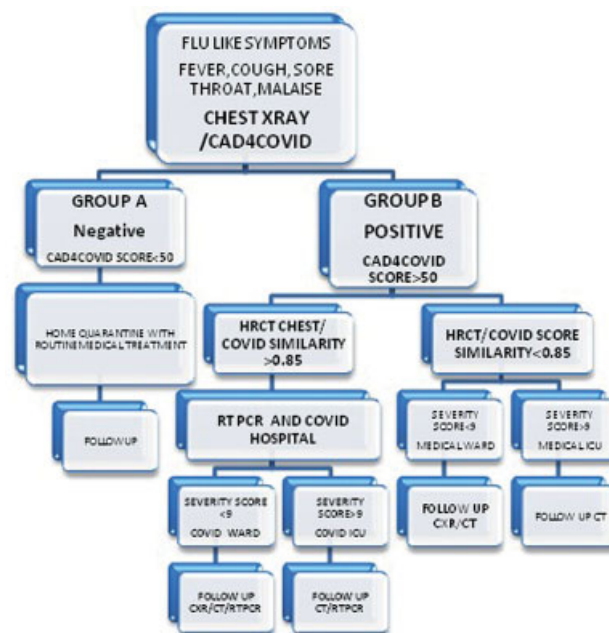 FLU LIKE SYMPTOMS
FEVER,COUGH, SORE
THROAT,MALAISE
CHEST XRAY
/CAD4COVID
GROUP A
Negative
CAD4COVID SCORE<50
GROUP B
POSITIVE
CAD4COVID
SCORE>50
HOME QUARANTINE WITH
ROUTINE MEDICAL TREATMENT
FOLLOW UP
HRCT CHEST/
COVID SIMILARITY
>0.85
HRCT/COVID SCORE
SIMILARITY<0.85
RT PCR AND COVID
HOSPITAL
SEVERITY SCORE<9
MEDICAL WARD
SEVERITY
SCORE>9
MEDICAL ICU
SEVERITY SCORE
<9
COVID WARD
SEVERITY
SCORE>9
COVID ICU
FOLLOW UP
CXR/CT
FOLLOW UP CT
FOLLOW UP
CXR/CT/RTPCR
FOLLOW UP
CT/RTPCR